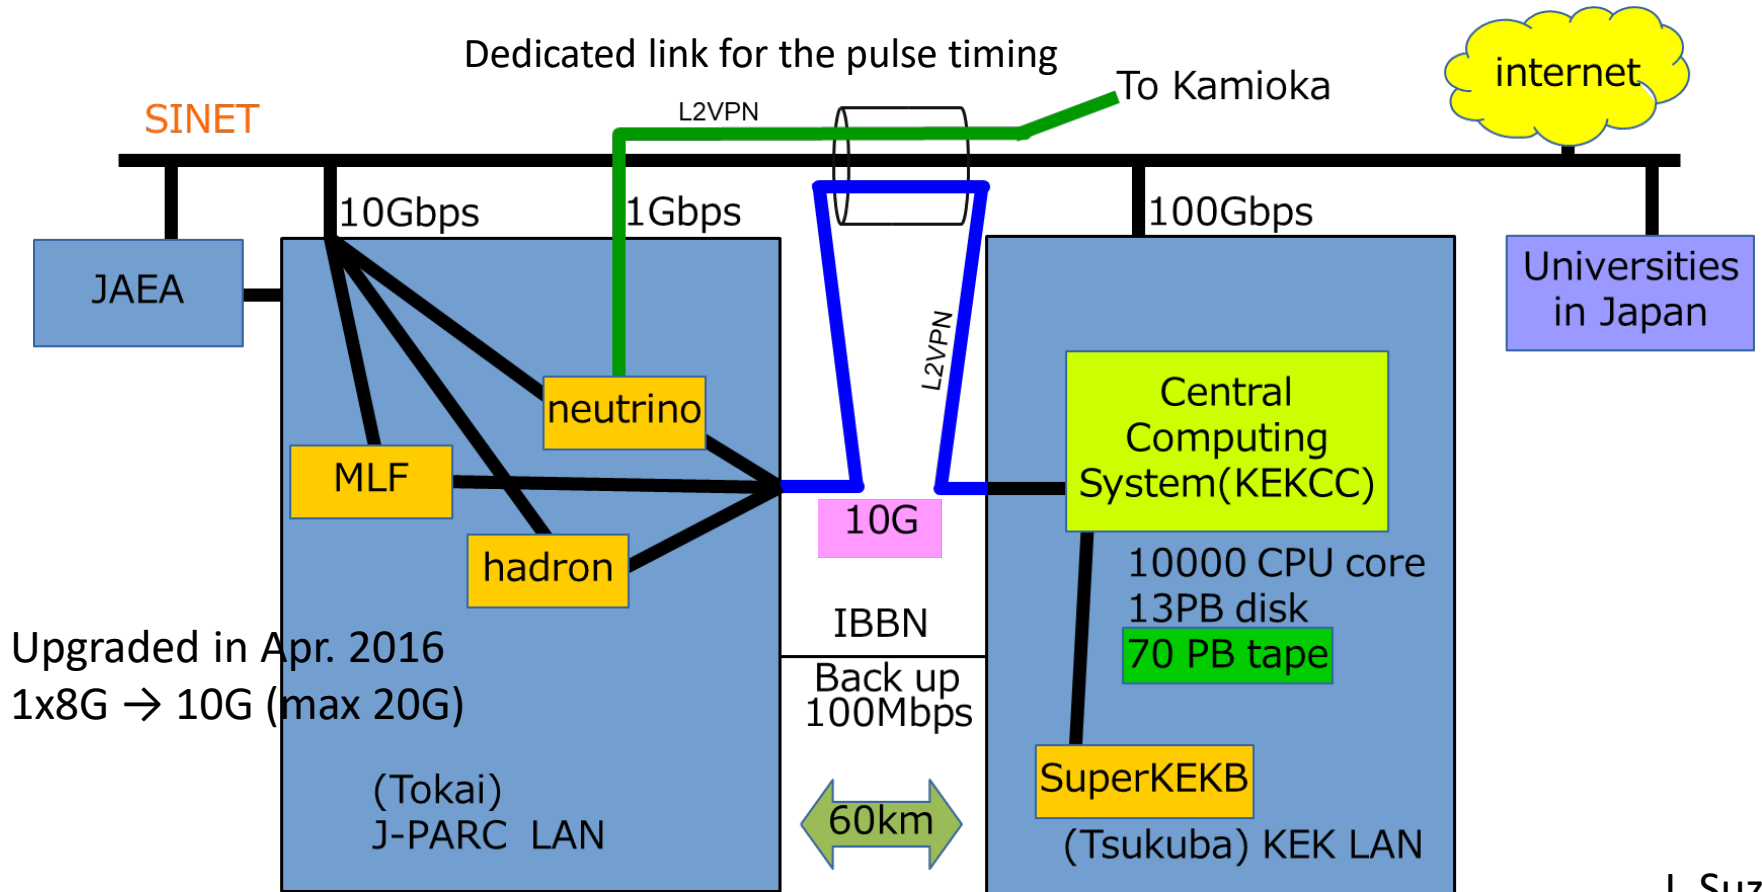 Dedicated link for the pulse timing
SINET
L2VPN
To Kamioka
internet
10Gbps
1Gbps
100Gbps
JAEA
Universities
in Japan
L2VPN
neutrino
MLF
hadron
10G
Central
Computing
System(KEKCC)
10000 CPU core
13PB disk
70 PB tape
IBBN
Back up
100Mbps
Upgraded in Apr. 2016
1x8G → 10G (max 20G)
SuperKEKB
60km
(Tokai)
J-PARC LAN
(Tsukuba) KEK LAN